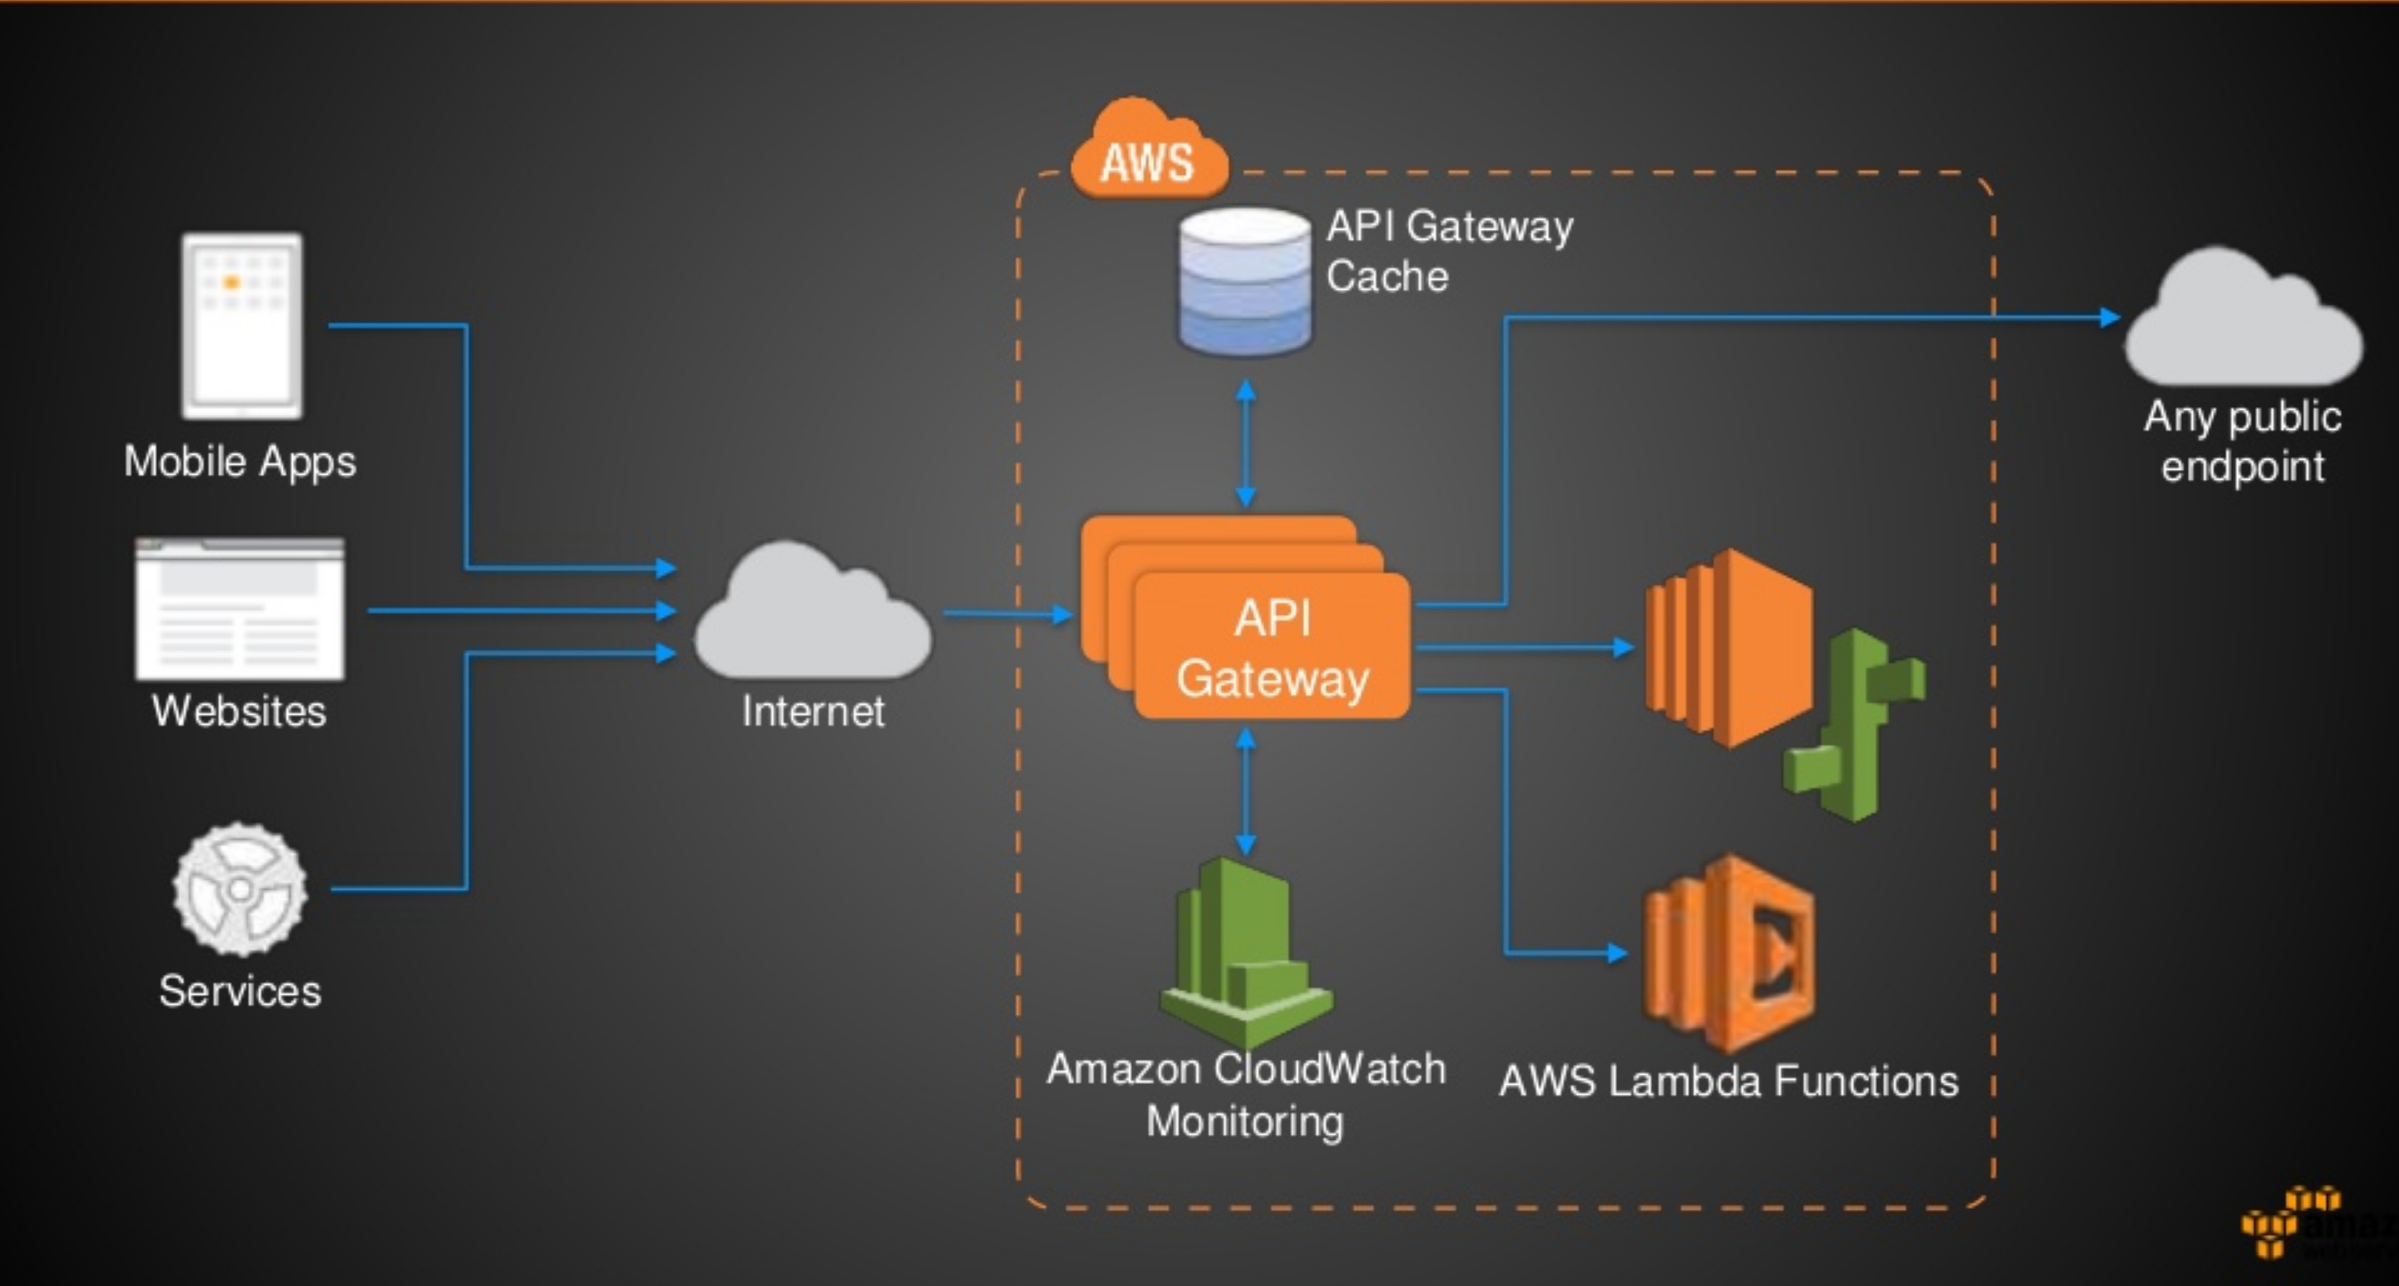 AWS
API Gateway
Cache
Mobile Apps
Any public
endpoint
API
Gateway
Websites
Internet
Services
Amazon CloudWatch
Monitoring
AWS Lambda Functions